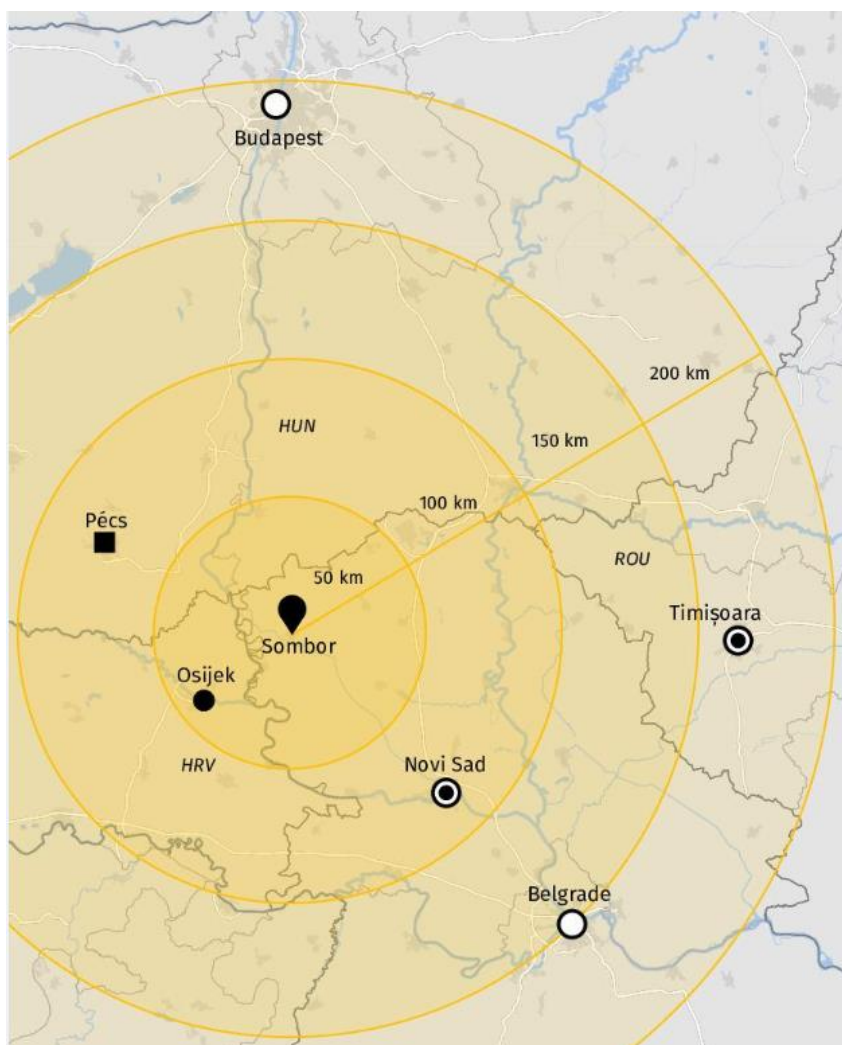 Budapest
200 km
150 km
HUN
100 km
Pécs
50 km
ROU
Timișoara
Sombor
Osijek
HRV
Novi Sad
Belgrade